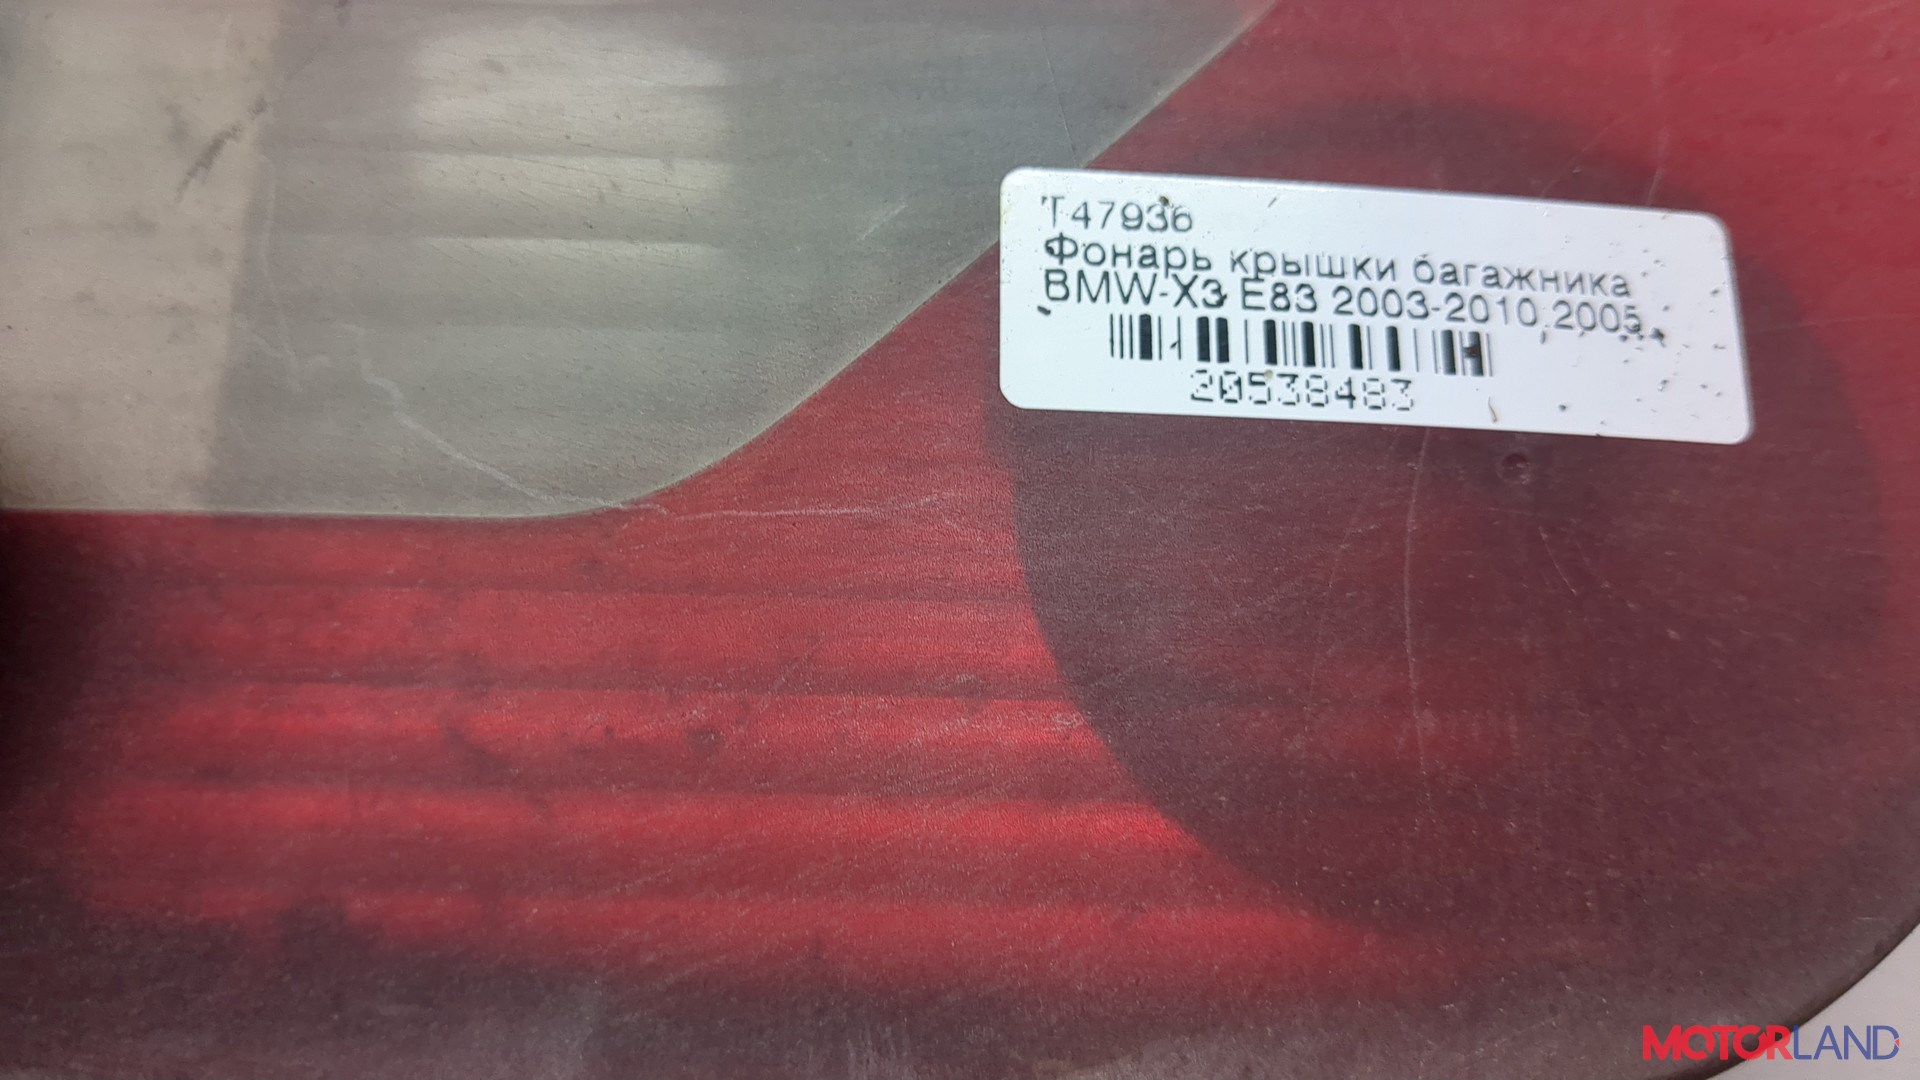 T47936
Фонарь крышки багажника
BMW-X3 E83 2003-2010,2005,
20538483
MOTORLAND